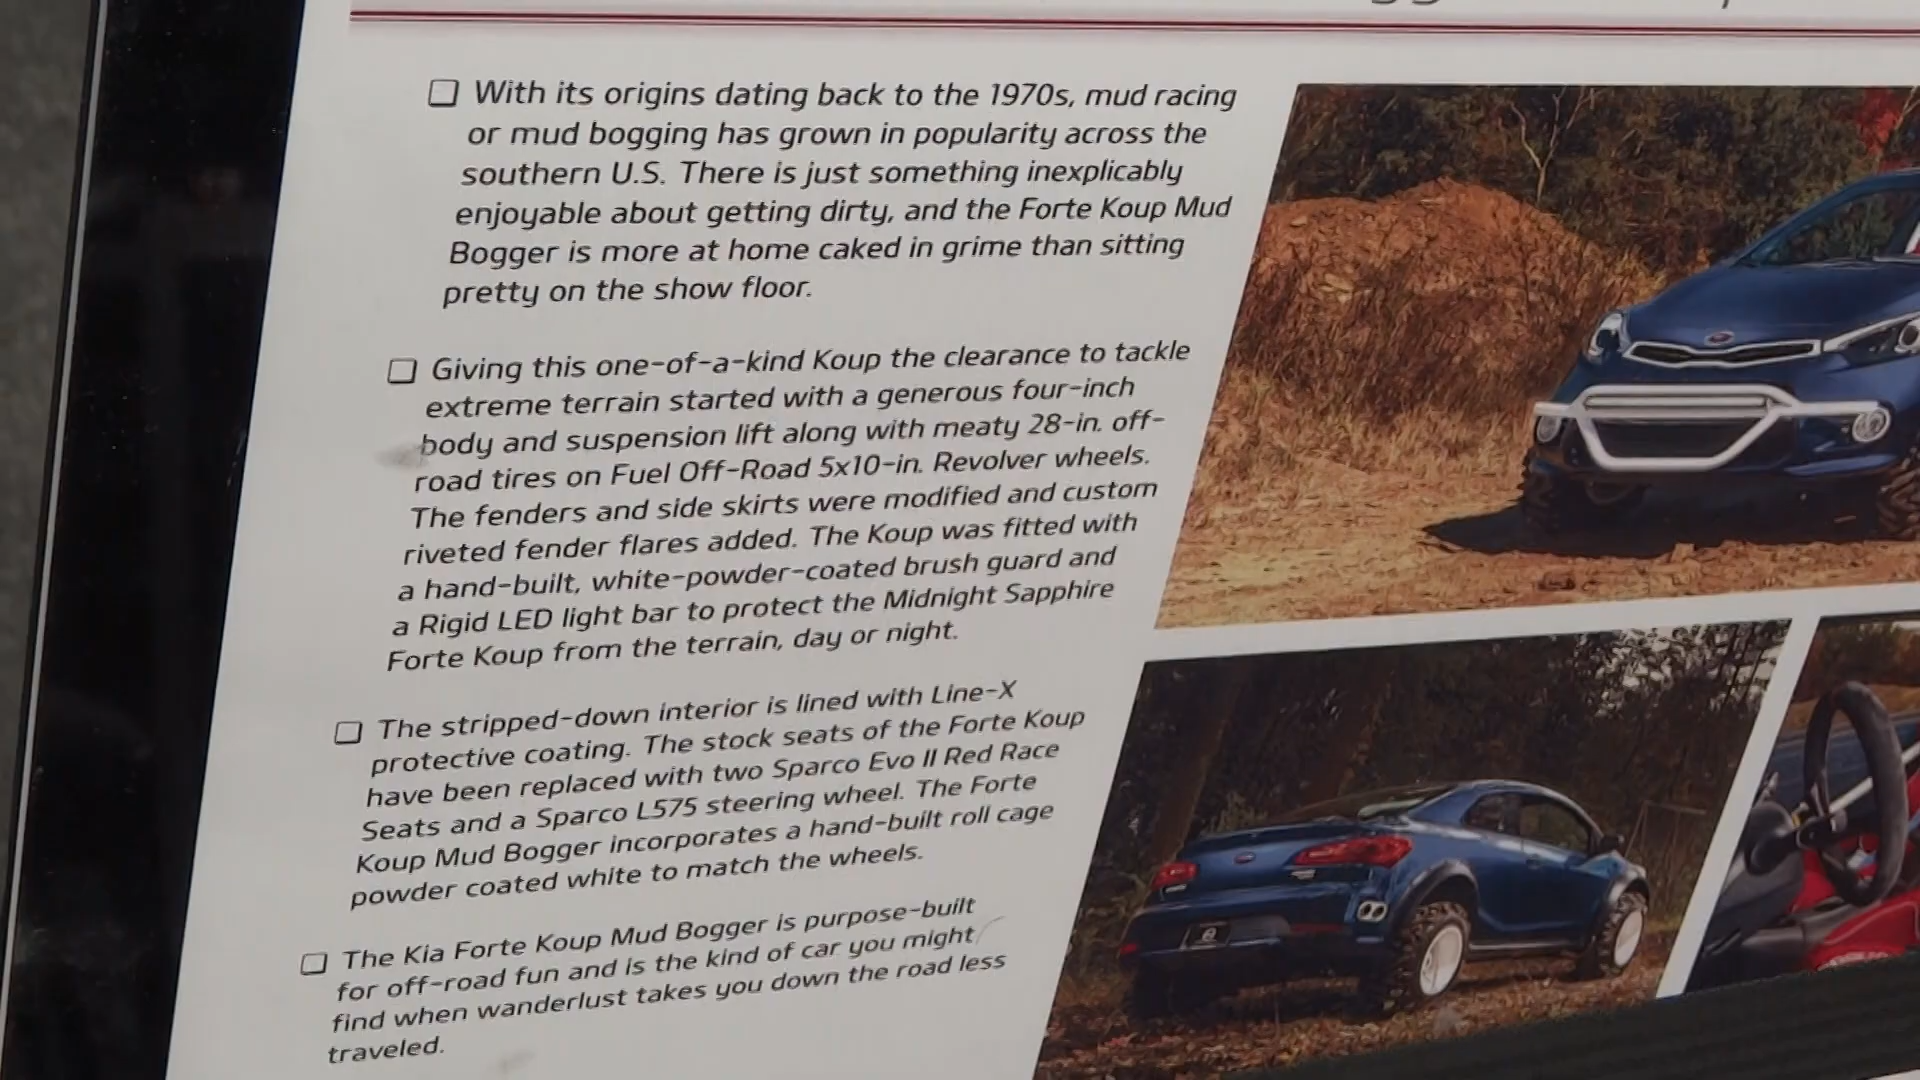 ❑ With its origins dating back to the 1970s, mud racing
or mud bogging has grown in popularity across the
southern U.S. There is just something inexplicably
enjoyable about getting dirty, and the Forte Koup Mud
Bogger is more at home caked in grime than sitting
pretty on the show floor.
❑ Giving this one-of-a-kind Koup the clearance to tackle
extreme terrain started with a generous four-inch
body and suspension lift along with meaty 28-in. off-
road tires on Fuel Off-Road 5x10-in. Revolver wheels.
The fenders and side skirts were modified and custom
riveted fender flares added. The Koup was fitted with
a hand-built, white-powder-coated brush guard and
a Rigid LED light bar to protect the Midnight Sapphire
Forte Koup from the terrain, day or night.
❑ The stripped-down interior is lined with Line-X
protective coating. The stock seats of the Forte Koup
have been replaced with two Sparco Evo II Red Race
Seats and a Sparco L575 steering wheel. The Forte
Koup Mud Bogger incorporates a hand-built roll cage
powder coated white to match the wheels.
❑ The Kia Forte Koup Mud Bogger is purpose-built
for off-road fun and is the kind of car you might
find when wanderlust takes you down the road less
traveled.